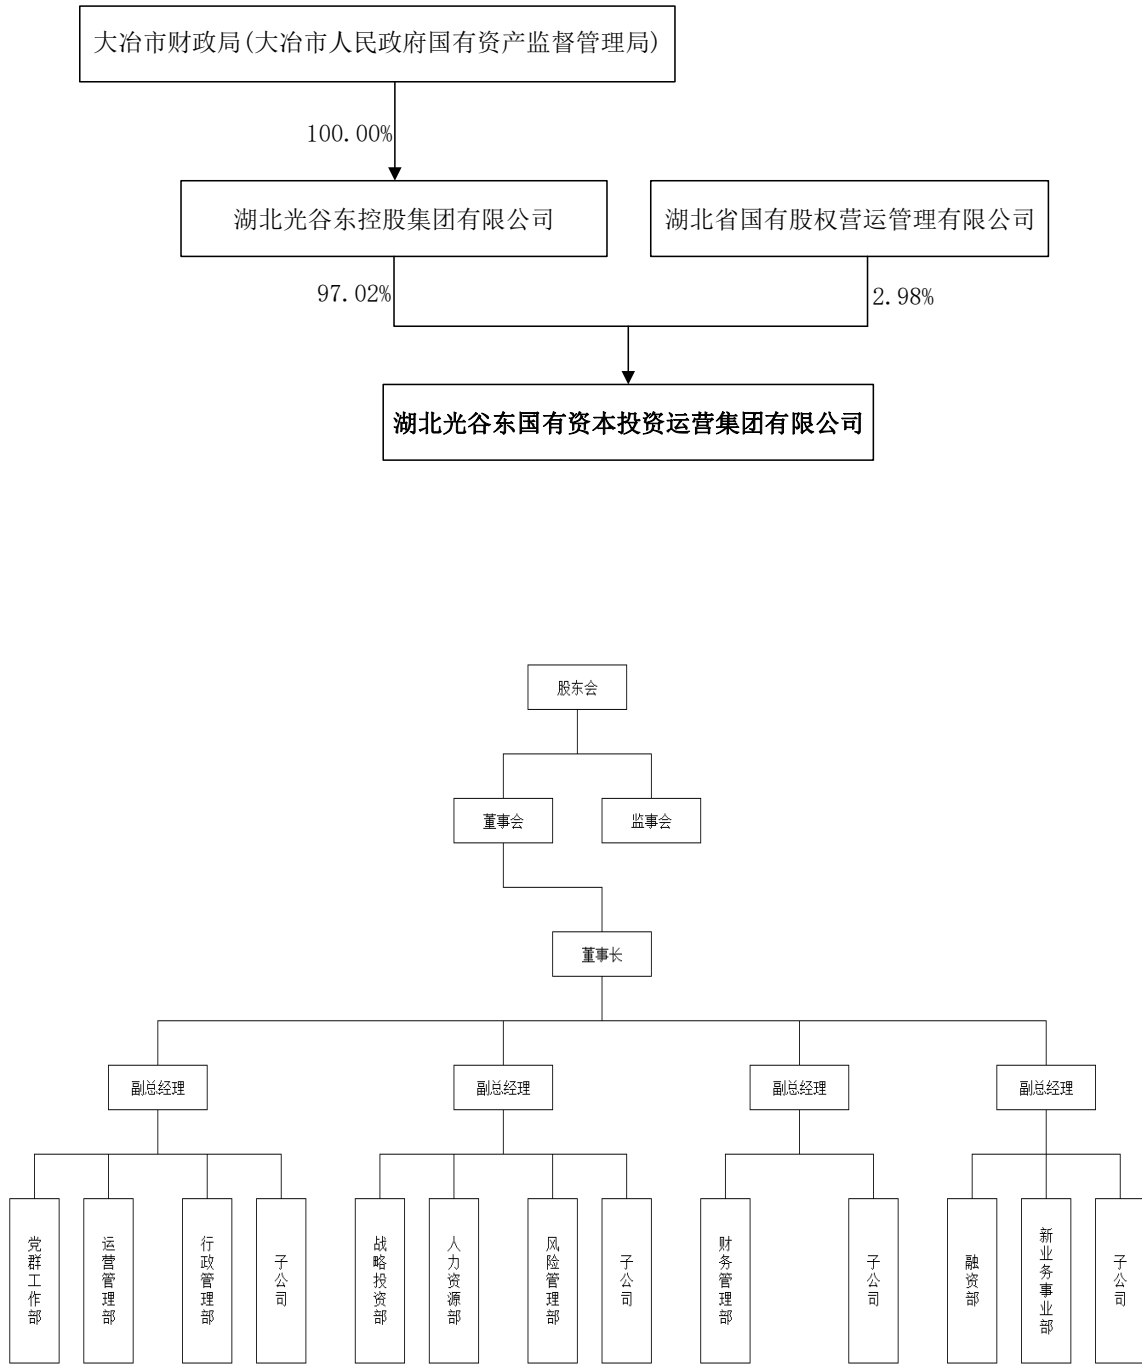 大冶市财政局(大冶市人民政府国有资产监督管理局)
100.00%
湖北光谷东控股集团有限公司
湖北省国有股权营运管理有限公司
97.02%
2.98%
湖北光谷东国有资本投资运营集团有限公司
股东会
董事会
监事会
董事长
副总经理
副总经理
副总经理
副总经理
党群工作部
运营管理部
行政管理部
子公司
战略投资部
人力资源部
风险管理部
子公司
财务管理部
子公司
融资部
新业务事业部
子公司